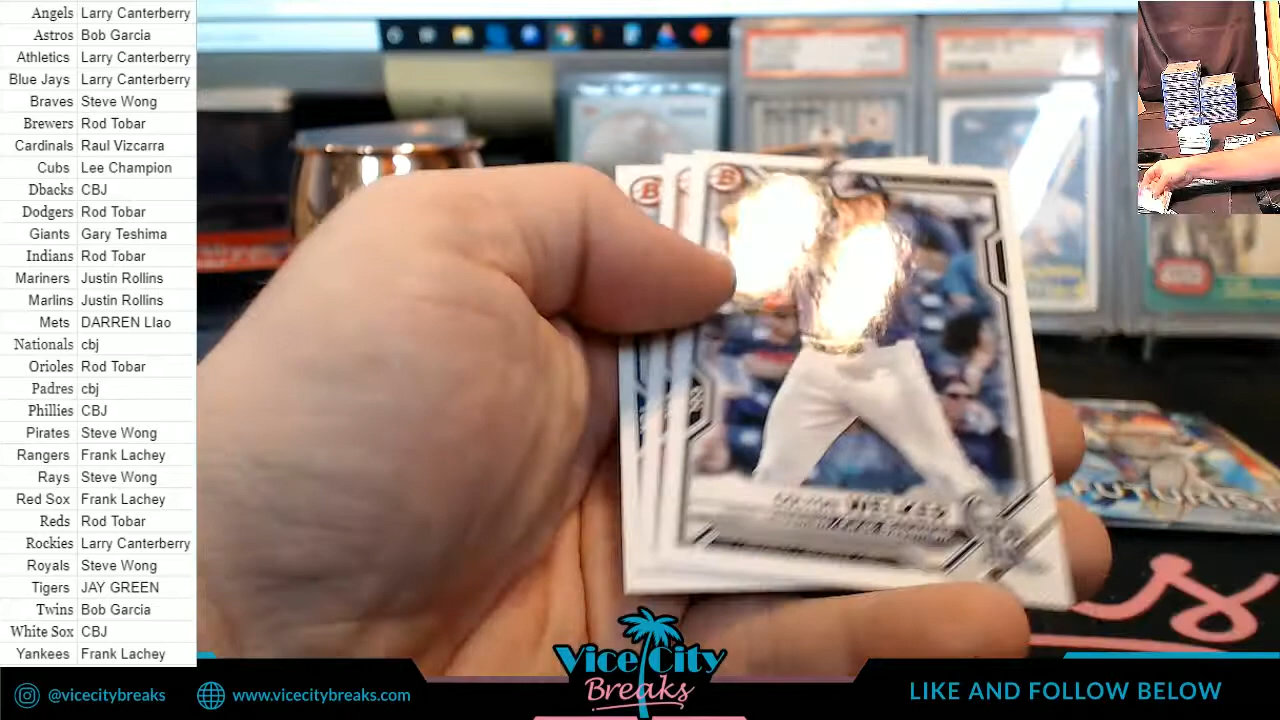 Angels Larry Canterberry
Astros Bob Garcia
Athletics Larry Canterberry
Blue Jays Larry Canterberry
Braves Steve Wong
Brewers Rod Tobar
Cardinals Raul Vizcarra
Cubs Lee Champion
Dbacks CBJ
Dodgers Rod Tobar
Giants Gary Teshima
Indians Rod Tobar
Mariners Justin Rollins
Marlins Justin Rollins
Mets DARREN LIao
Nationals cbj
Orioles Rod Tobar
Padres cbj
Phillies CBJ
Pirates Steve Wong
Rangers Frank Lachey
Rays Steve Wong
Red Sox Frank Lachey
Reds Rod Tobar
Rockies Larry Canterberry
Royals Steve Wong
Tigers JAY GREEN
Twins Bob Garcia
White Sox CBJ
Yankees Frank Lachey
B
B
WELKER
FUTURIST
Vice City
Breaks
@vicecitybreaks
www.vicecitybreaks.com
LIKE AND FOLLOW BELOW